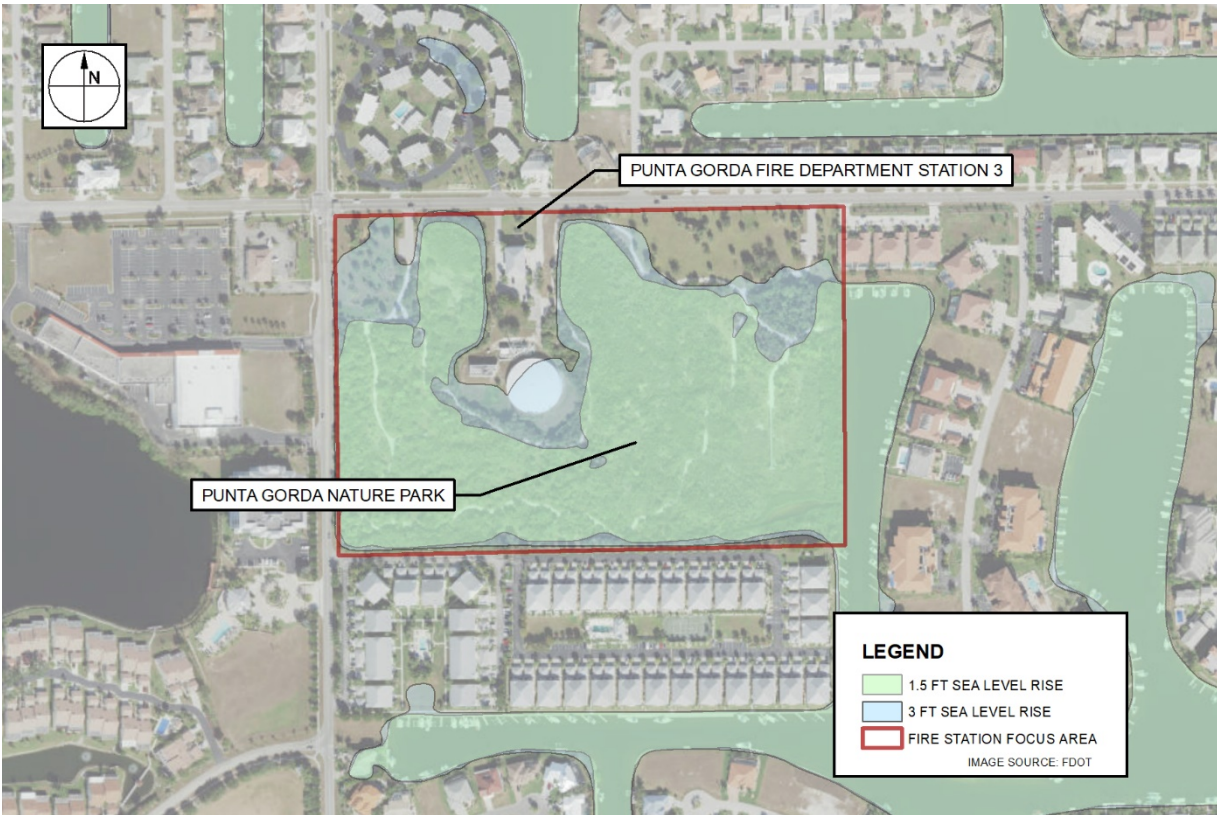 N
PUNTA GORDA FIRE DEPARTMENT STATION 3
PUNTA GORDA NATURE PARK
LEGEND
1.5 FT SEA LEVEL RISE
3 FT SEA LEVEL RISE
FIRE STATION FOCUS AREA
IMAGE SOURCE: FDOT